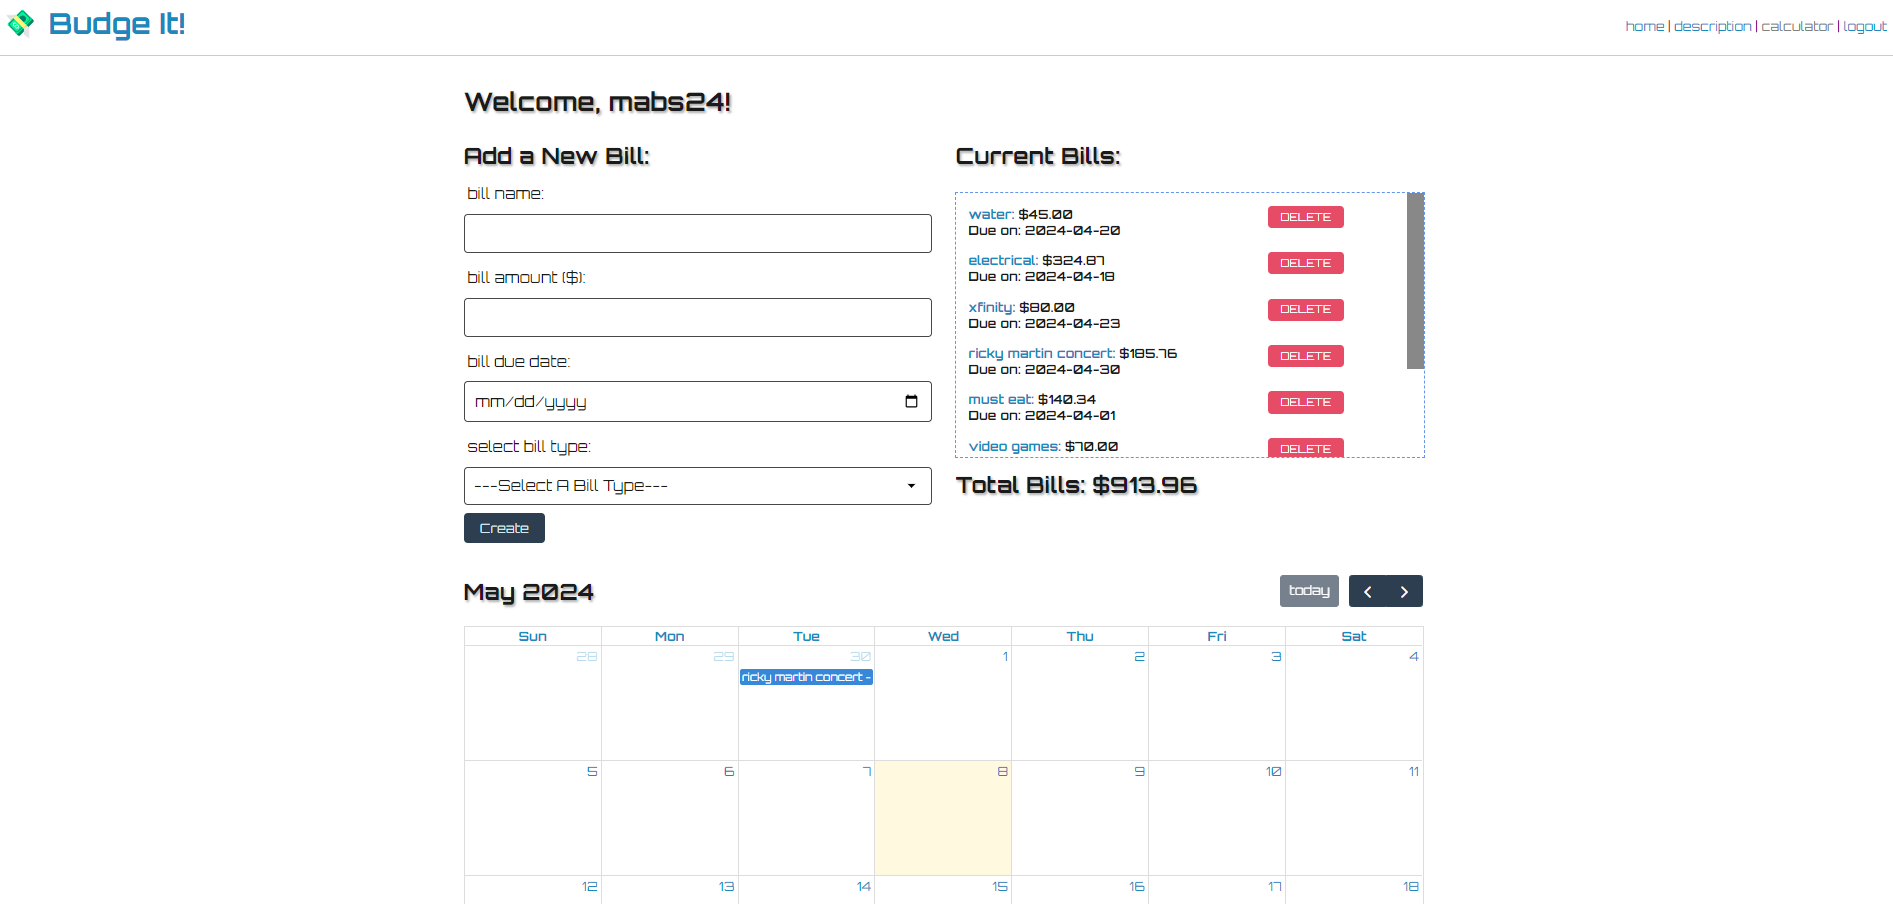 Budge It!
home | description | calculator | logout
Welcome, mabs24!
Add a New Bill:
bill name:
bill amount ($):
bill due date:
mm/dd/yyyy
select bill type:
---Select A Bill Type---
Create
Current Bills:
water: $45.00 DELETE
Due on: 2024-04-20
electrical: $324.87 DELETE
Due on: 2024-04-18
xfinity: $80.00 DELETE
Due on: 2024-04-23
ricky martin concert: $185.76 DELETE
Due on: 2024-04-30
must eat: $140.34 DELETE
Due on: 2024-04-01
video games: $70.00 DELETE
Total Bills: $913.96
May 2024
today
Sun Mon Tue Wed Thu Fri Sat
28 29 30 1 2 3 4
ricky martin concert -
5 6 7 8 9 10 11
12 13 14 15 16 17 18